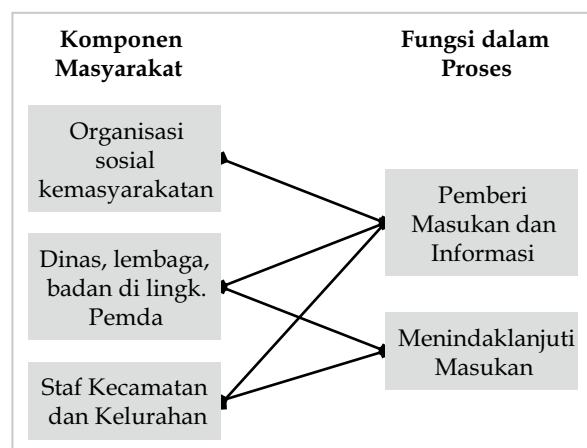 Komponen
Masyarakat
Fungsi dalam
Proses
Organisasi
sosial
kemasyarakatan
Dinas, lembaga,
badan di lingk.
Pemda
Staf Kecamatan
dan Kelurahan
Pemberi
Masukan dan
Informasi
Menindaklanjuti
Masukan